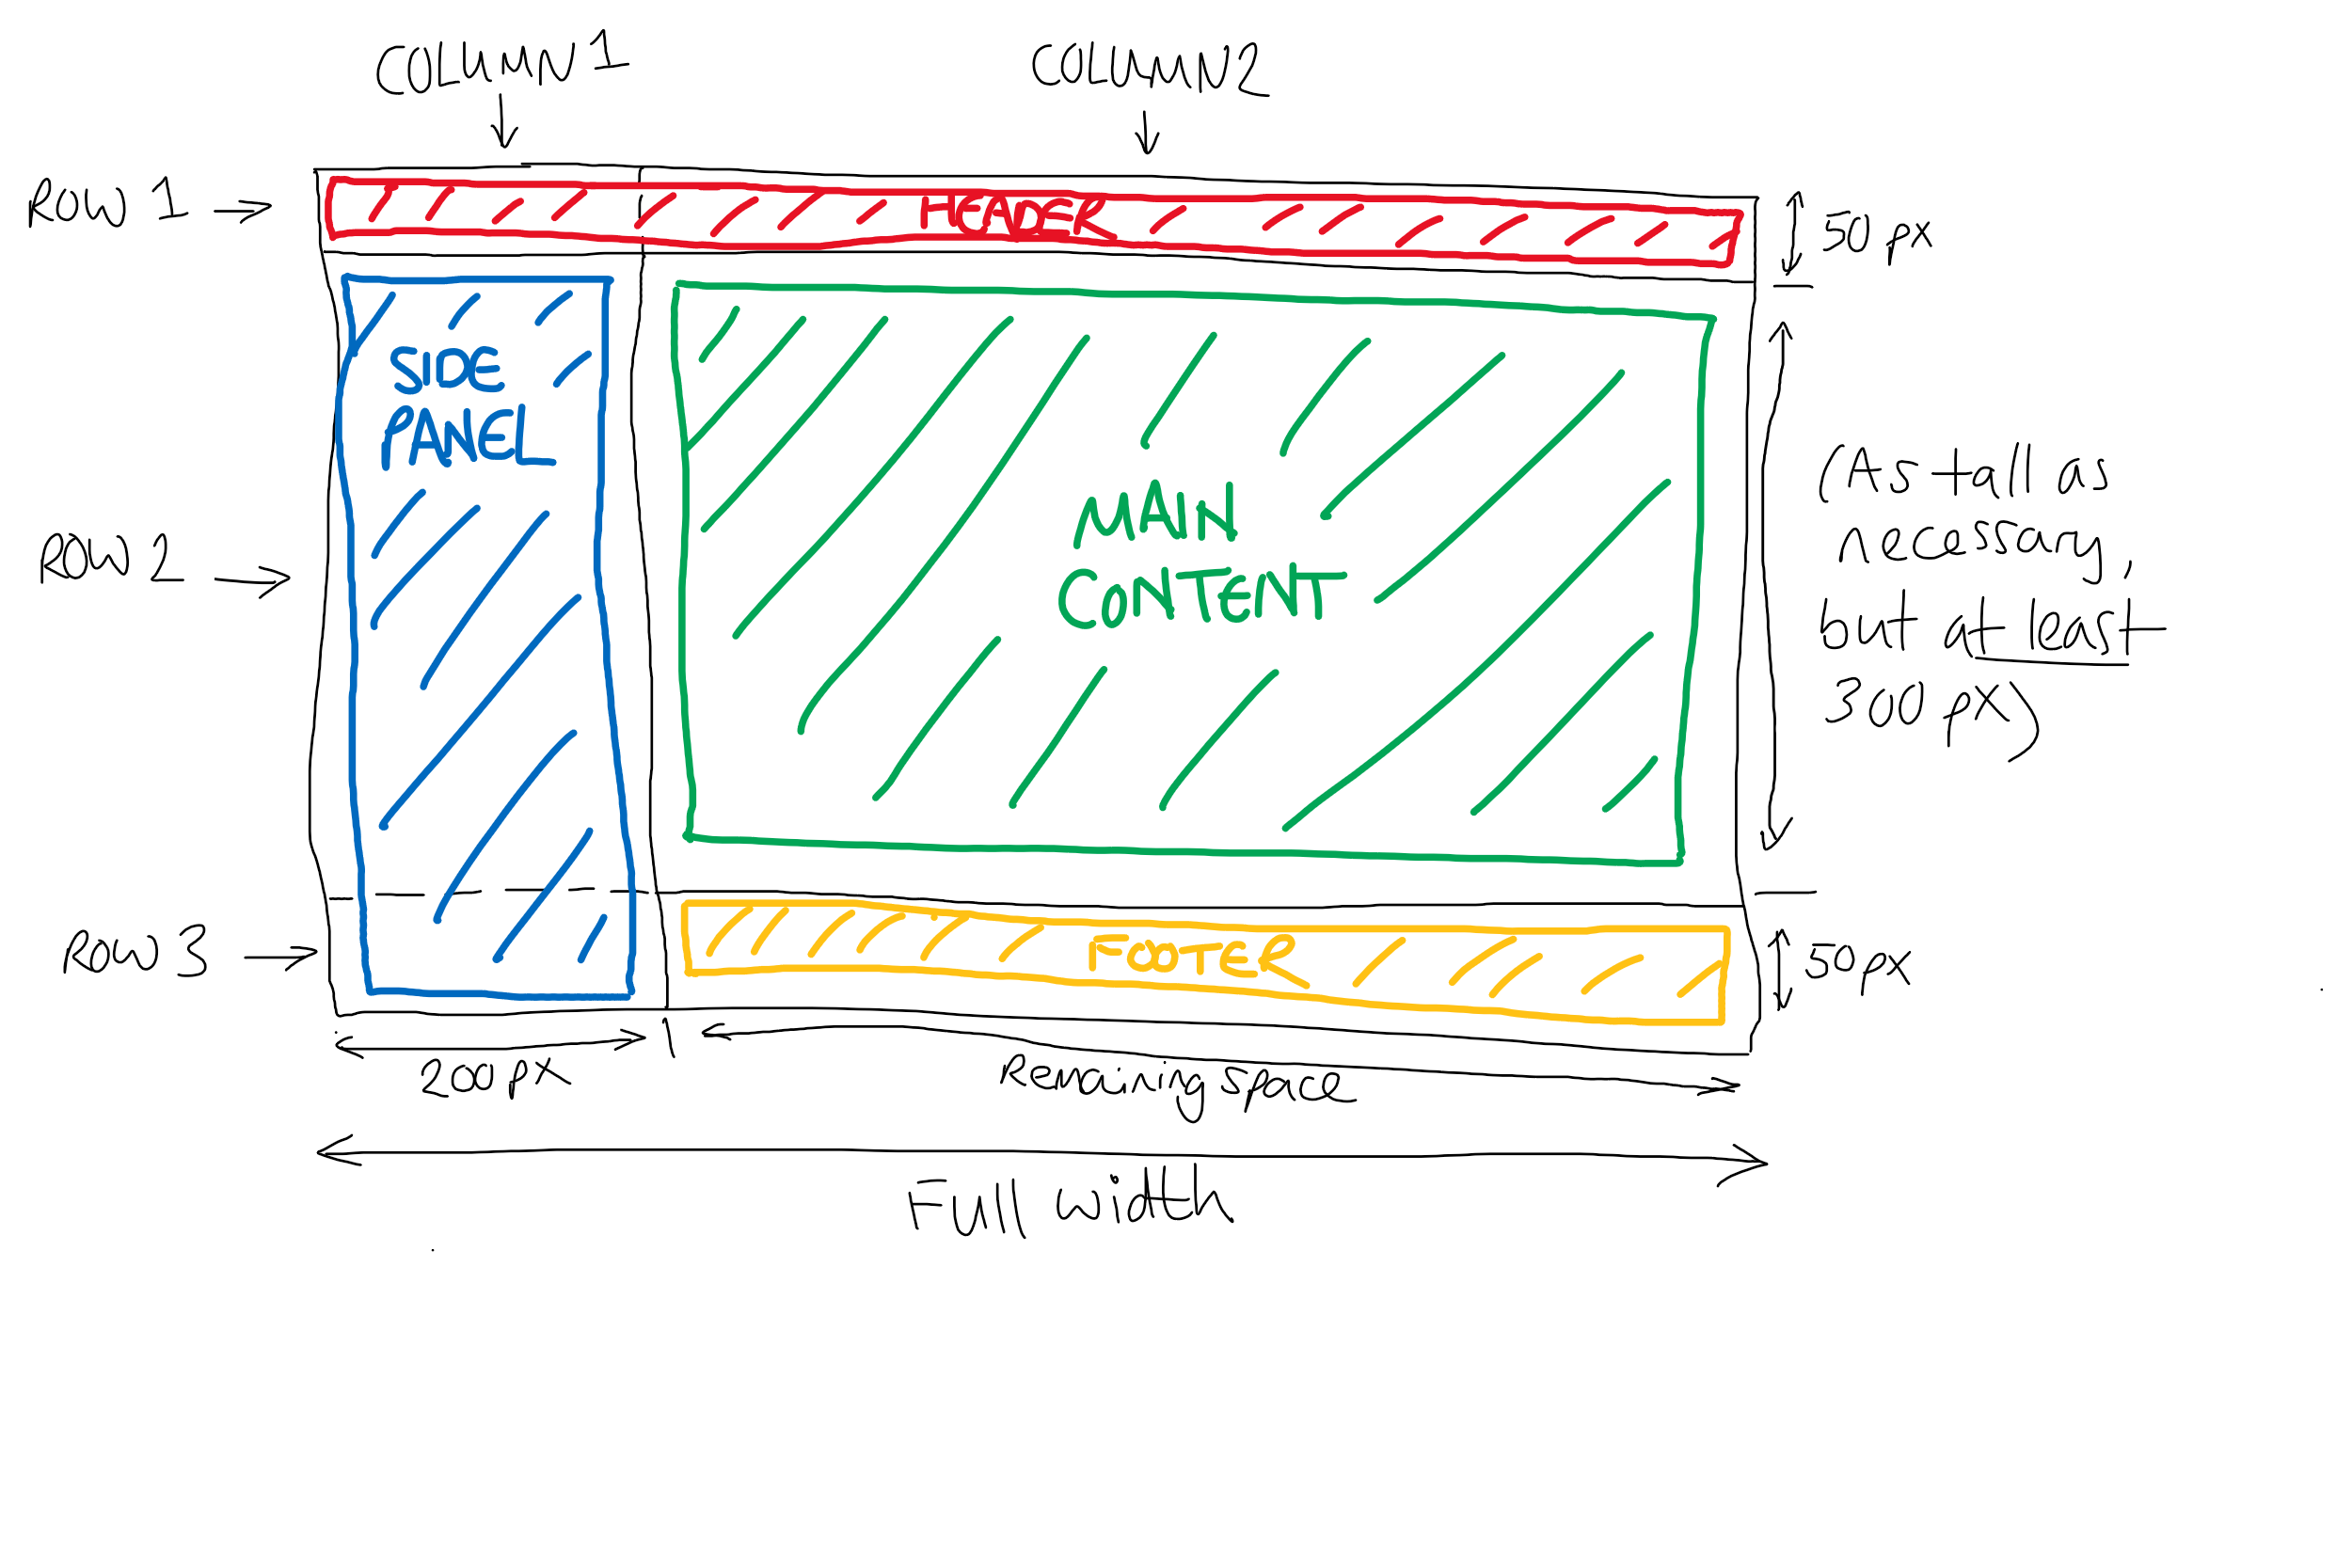 COLUMN 1
COLUMN 2
ROW 1
HEADER
50 px
SIDE
PANEL
MAIN
CONTENT
(As tall as
necessary,
but at least
300 px)
ROW 2
ROW 3
FOOTER
50 px
200 px
Remaining space
Full width